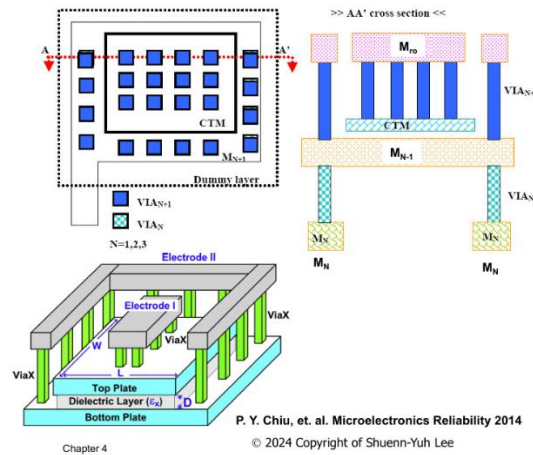 >> AA' cross section <<
A
A'
CTM
M_N+1
Dummy layer
VIA_N+1
VIA_N
N=1,2,3
M_ro
VIA_N+
CTM
M_N-1
VIA_N
M_N
M_N
M_N
M_N
Electrode II
Electrode I
ViaX
ViaX
ViaX
W
L
Top Plate
Dielectric Layer (ε_x)
D
Bottom Plate
P. Y. Chiu, et. al. Microelectronics Reliability 2014
Chapter 4
© 2024 Copyright of Shuenn-Yuh Lee